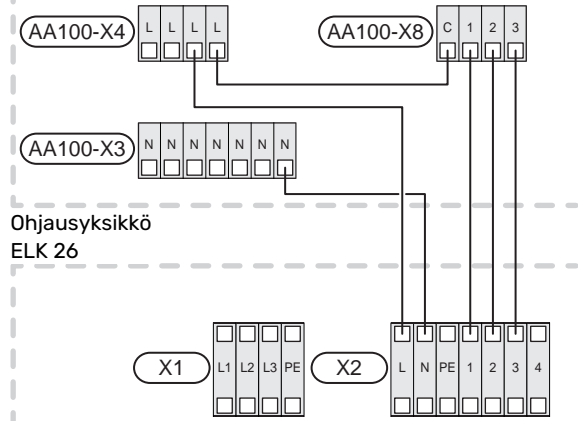 AA100-X4 L L L L AA100-X8 C 1 2 3
AA100-X3 N N N N N N N
Ohjausyksikkö
ELK 26
X1 L1 L2 L3 PE X2 L N PE 1 2 3 4